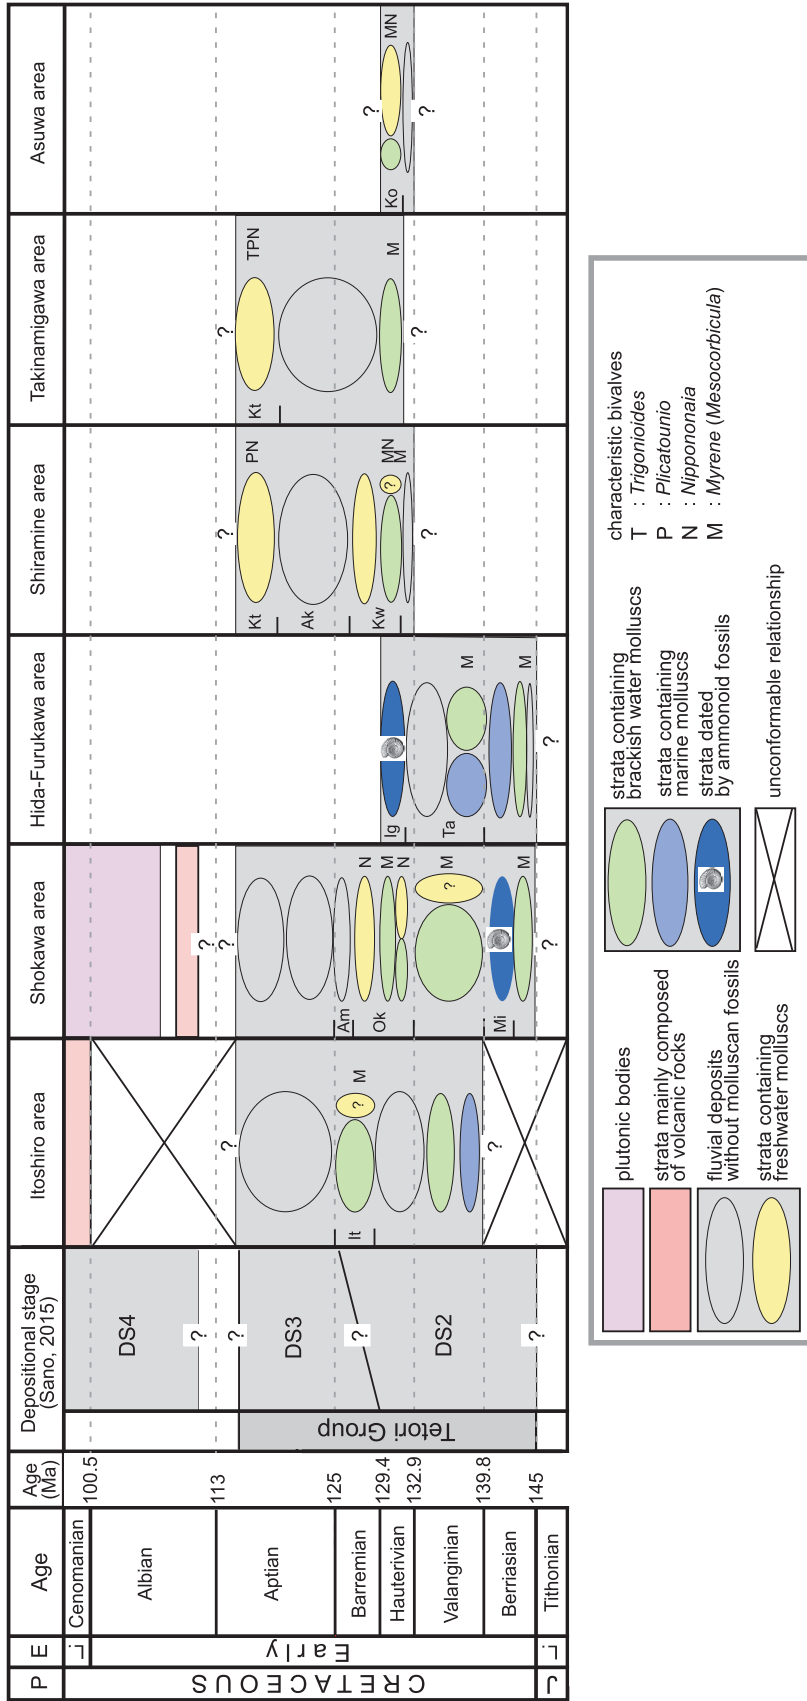 P
E
Age
Age
(Ma)
Depositional stage
(Sano, 2015)
Itoshiro area
Shokawa area
Hida-Furukawa area
Shiramine area
Takinamigawa area
Asuwa area
CRETACEOUS
J
L.
Early
L.
Cenomanian
Albian
Aptian
Barremian
Hauterivian
Valanginian
Berriasian
Tithonian
100.5
113
125
129.4
132.9
139.8
145
Tetori Group
DS4
?
?
DS3
?
DS2
?
?
It
?
M
?
?
?
Am
Ok
Mi
N
M
N
?
M
M
?
Ig
Ta
M
M
?
?
Kt
Ak
Kw
PN
?
MN
M
?
?
Kt
TPN
M
?
?
Ko
MN
?
plutonic bodies
strata mainly composed
of volcanic rocks
fluvial deposits
without molluscan fossils
strata containing
freshwater molluscs
strata containing
brackish water molluscs
strata containing
marine molluscs
strata dated
by ammonoid fossils
unconformable relationship
characteristic bivalves
T : Trigonioides
P : Plicatounio
N : Nippononaia
M : Myrene (Mesocorbicula)